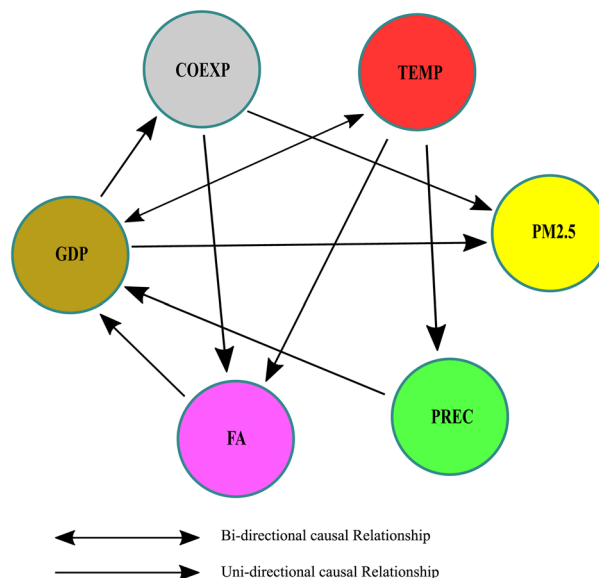 COEXP
TEMP
PM2.5
GDP
PREC
FA
Bi-directional causal Relationship
Uni-directional causal Relationship